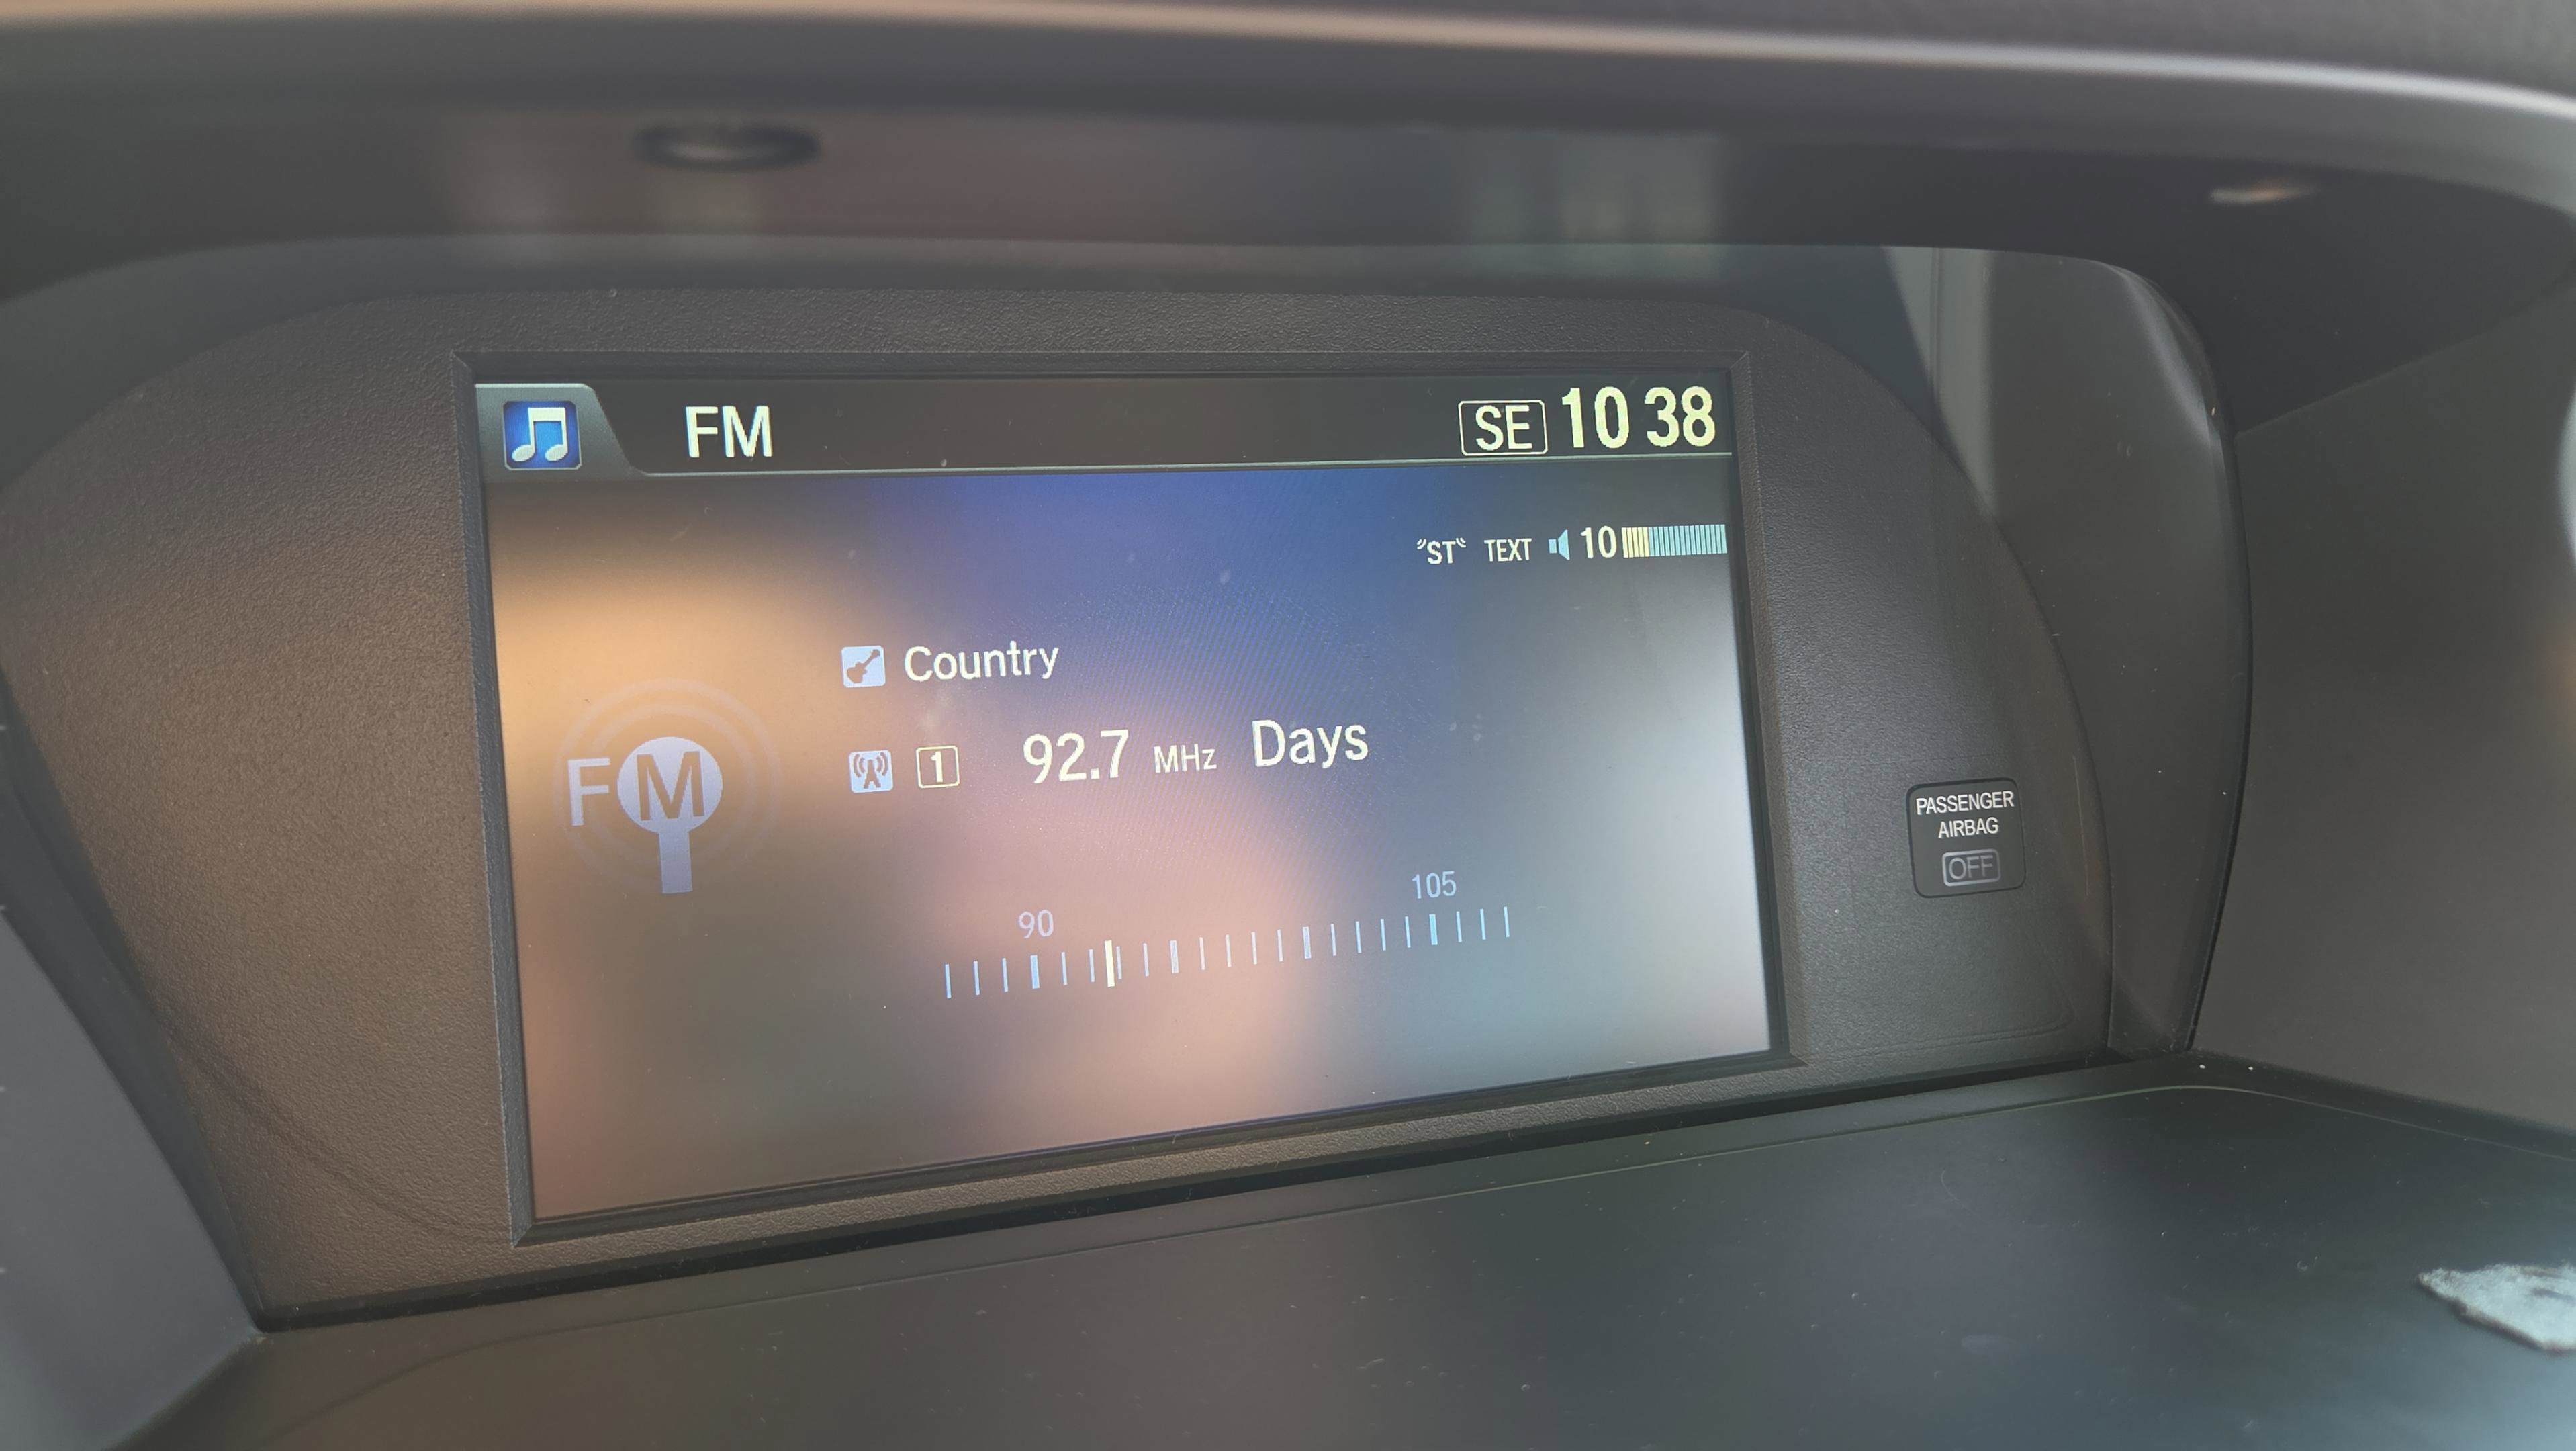 FM SE 10 38
"ST" TEXT 10
Country
FM
1 92.7 MHz Days
90 105
PASSENGER
AIRBAG
OFF